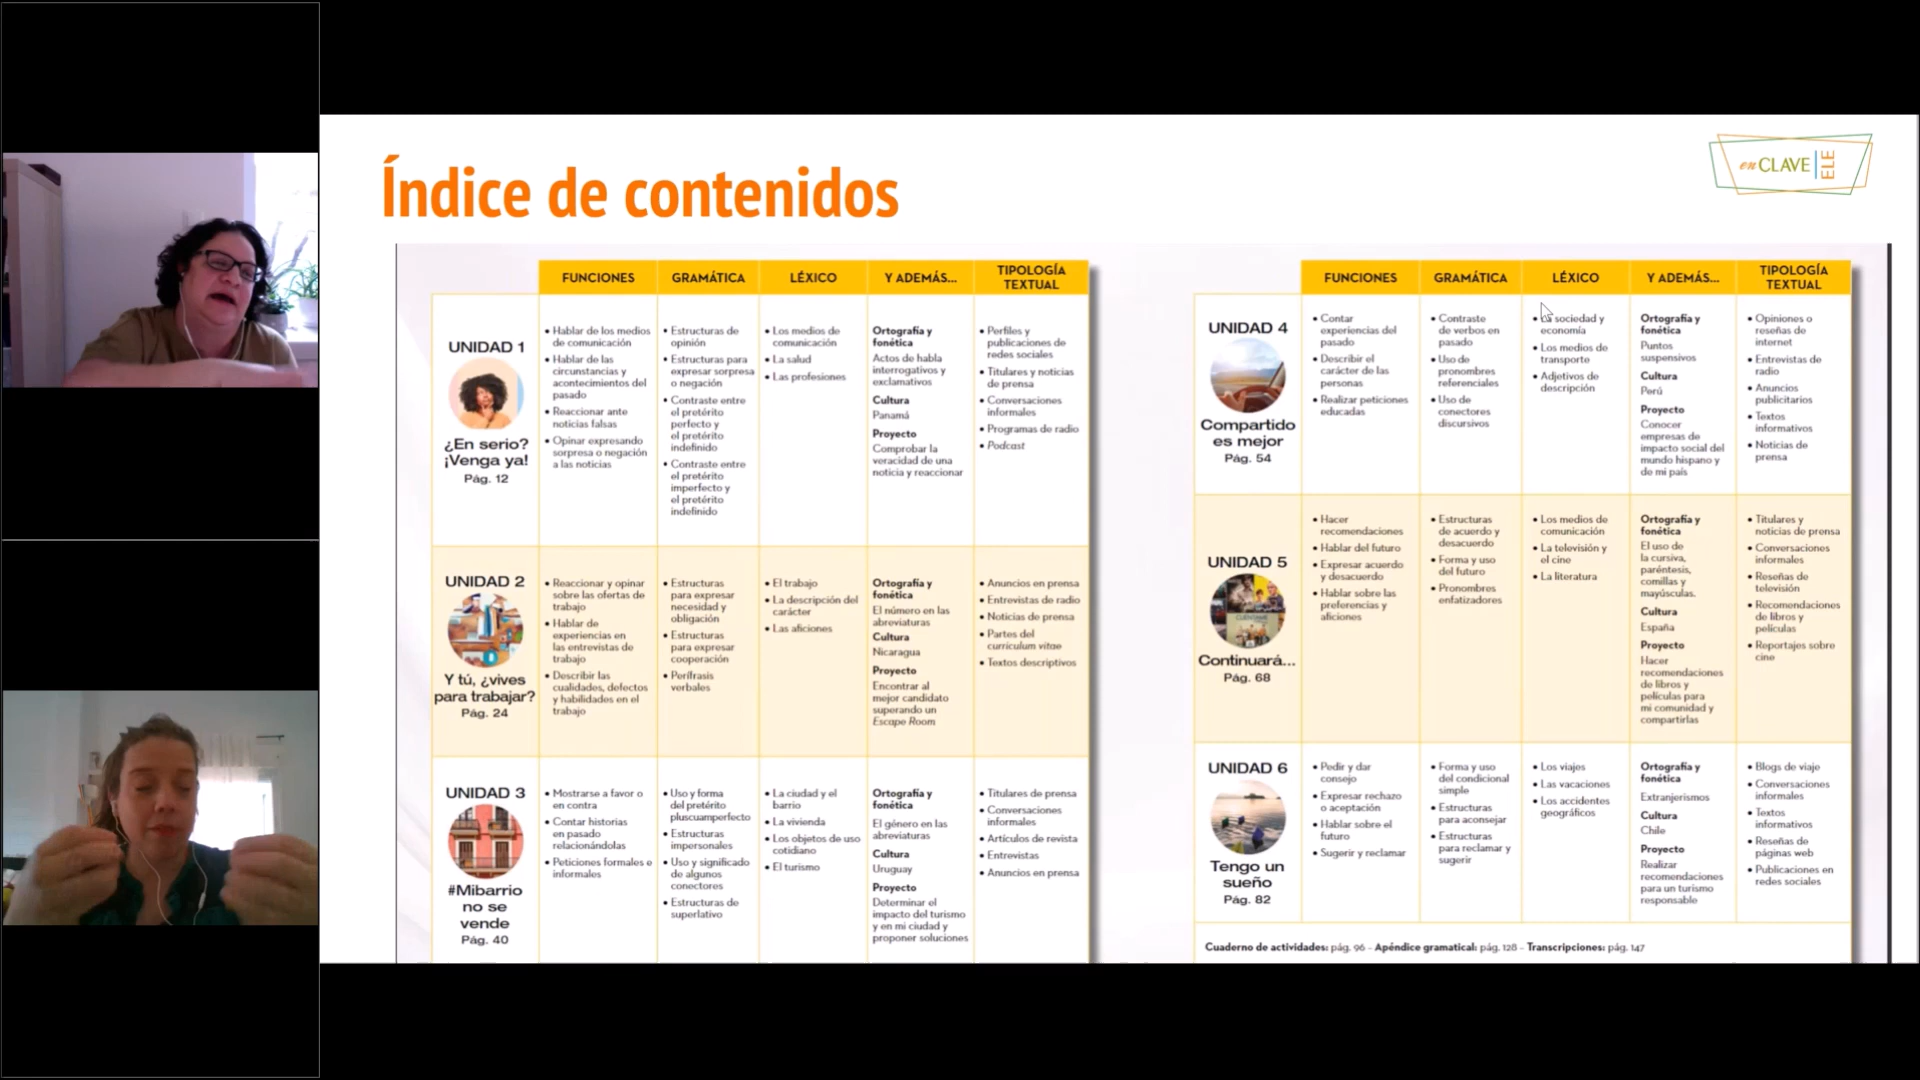 Índice de contenidos
en CLAVE ELE
FUNCIONES
GRAMÁTICA
LÉXICO
Y ADEMÁS...
TIPOLOGÍA
TEXTUAL
UNIDAD 1
¿En serio?
¡Venga ya!
Pág. 12
• Hablar de los medios
de comunicación
• Hablar de las
circunstancias y
acontecimientos del
pasado
• Reaccionar ante
noticias falsas
• Opinar expresando
sorpresa o negación
a las noticias
• Estructuras de
opinión
• Estructuras para
expresar sorpresa
o negación
• Contraste entre
el pretérito
perfecto y
el pretérito
indefinido
• Contraste entre
el pretérito
imperfecto y
el pretérito
indefinido
• Los medios de
comunicación
• La salud
• Las profesiones
Ortografía y
fonética
Actos de habla
interrogativos y
exclamativos
Cultura
Panamá
Proyecto
Comprobar la
veracidad de una
noticia y reaccionar
• Perfiles y
publicaciones de
redes sociales
• Titulares y noticias
de prensa
• Conversaciones
informales
• Programas de radio
• Podcast
UNIDAD 2
Y tú, ¿vives
para trabajar?
Pág. 24
• Reaccionar y opinar
sobre las ofertas de
trabajo
• Hablar de
experiencias en
las entrevistas de
trabajo
• Describir las
cualidades, defectos
y habilidades en el
trabajo
• Estructuras
para expresar
necesidad y
obligación
• Estructuras
para expresar
cooperación
• Perífrasis
verbales
• El trabajo
• La descripción del
carácter
• Las aficiones
Ortografía y
fonética
El número en las
abreviaturas
Cultura
Nicaragua
Proyecto
Encontrar al
mejor candidato
superando un
Escape Room
• Anuncios en prensa
• Entrevistas de radio
• Noticias de prensa
• Partes del
curriculum vitae
• Textos descriptivos
UNIDAD 3
#Mibarrio
no se
vende
Pág. 40
• Mostrarse a favor o
en contra
• Contar historias
en pasado
relacionándolas
• Peticiones formales e
informales
• Uso y forma
del pretérito
pluscuamperfecto
• Estructuras
impersonales
• Uso y significado
de algunos
conectores
• Estructuras de
superlativo
• La ciudad y el
barrio
• La vivienda
• Los objetos de uso
cotidiano
• El turismo
Ortografía y
fonética
El género en las
abreviaturas
Cultura
Uruguay
Proyecto
Determinar el
impacto del turismo
y en mi ciudad y
proponer soluciones
• Titulares de prensa
• Conversaciones
informales
• Artículos de revista
• Entrevistas
• Anuncios en prensa
FUNCIONES
GRAMÁTICA
LÉXICO
Y ADEMÁS...
TIPOLOGÍA
TEXTUAL
UNIDAD 4
Compartido
es mejor
Pág. 54
• Contar
experiencias del
pasado
• Describir el
carácter de las
personas
• Realizar peticiones
educadas
• Contraste
de verbos en
pasado
• Uso de
pronombres
referenciales
• Uso de
conectores
discursivos
• La sociedad y
economía
• Los medios de
transporte
• Adjetivos de
descripción
Ortografía y
fonética
Puntos
suspensivos
Cultura
Perú
Proyecto
Conocer
empresas de
impacto social del
mundo hispano y
de mi país
• Opiniones o
reseñas de
internet
• Entrevistas de
radio
• Anuncios
publicitarios
• Textos
informativos
• Noticias de
prensa
UNIDAD 5
Continuará...
Pág. 68
• Hacer
recomendaciones
• Hablar del futuro
• Expresar acuerdo
y desacuerdo
• Hablar sobre las
preferencias y
aficiones
• Estructuras
de acuerdo y
desacuerdo
• Forma y uso
del futuro
• Pronombres
enfatizadores
• Los medios de
comunicación
• La televisión y
el cine
• La literatura
Ortografía y
fonética
El uso de
la cursiva,
paréntesis,
comillas y
mayúsculas.
Cultura
España
Proyecto
Hacer
recomendaciones
de libros y
películas para
mi comunidad y
compartirlas
• Titulares y
noticias de prensa
• Conversaciones
informales
• Reseñas de
televisión
• Recomendaciones
de libros y
películas
• Reportajes sobre
cine
UNIDAD 6
Tengo un
sueño
Pág. 82
• Pedir y dar
consejo
• Expresar rechazo
o aceptación
• Hablar sobre el
futuro
• Sugerir y reclamar
• Forma y uso
del condicional
simple
• Estructuras
para aconsejar
• Estructuras
para reclamar y
sugerir
• Los viajes
• Las vacaciones
• Los accidentes
geográficos
Ortografía y
fonética
Extranjerismos
Cultura
Chile
Proyecto
Realizar
recomendaciones
para un turismo
responsable
• Blogs de viaje
• Conversaciones
informales
• Textos
informativos
• Reseñas de
páginas web
• Publicaciones en
redes sociales
Cuaderno de actividades: pág. 96 - Apéndice gramatical: pág. 128 - Transcripciones: pág. 147